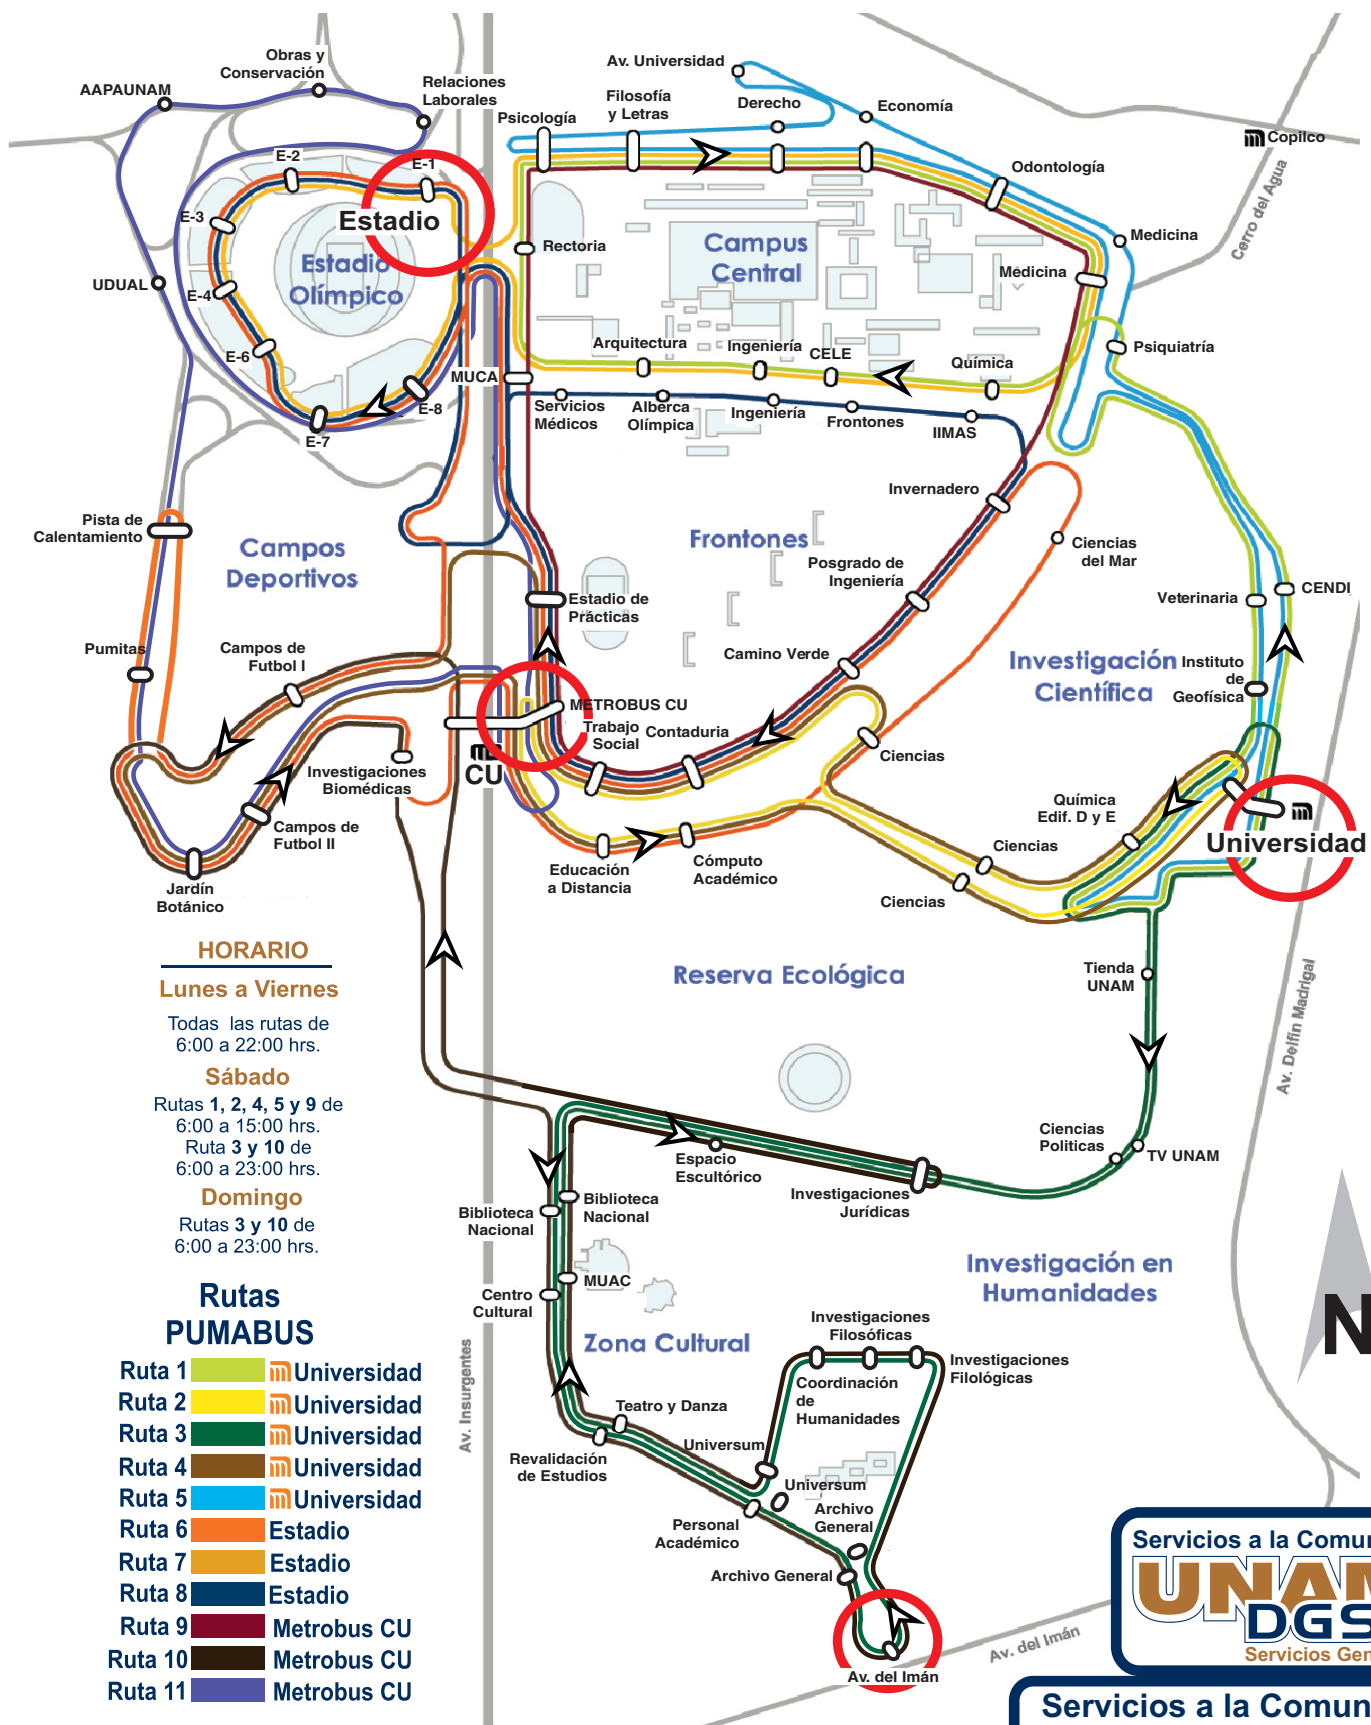 Obras y
Conservación
AAPAUNAM
Relaciones
Laborales
Av. Universidad
Filosofía
y Letras
Derecho
Economía
Psicología
Copilco
Cerro del Agua
E-2
E-1
Odontología
E-3
Estadio
Rectoria
Campus
Central
Medicina
Medicina
Estadio
Olímpico
UDUAL
E-4
E-6
Arquitectura
Ingeniería
CELE
Química
Psiquiatría
MUCA
E-8
E-7
Servicios
Médicos
Alberca
Olímpica
Ingeniería
Frontones
IIMAS
Invernadero
Pista de
Calentamiento
Campos
Deportivos
Frontones
Ciencias
del Mar
Posgrado de
Ingeniería
Estadio de
Prácticas
Veterinaria
CENDI
Pumitas
Campos de
Futbol I
Camino Verde
Investigación
Científica
Instituto
de
Geofísica
METROBUS CU
Trabajo
Social
Contaduria
Ciencias
CU
Investigaciones
Biomédicas
Campos de
Futbol II
Química
Edif. D y E
Universidad
Ciencias
Educación
a Distancia
Cómputo
Académico
Ciencias
Jardín
Botánico
HORARIO
Lunes a Viernes
Todas las rutas de
6:00 a 22:00 hrs.
Sábado
Rutas 1, 2, 4, 5 y 9 de
6:00 a 15:00 hrs.
Ruta 3 y 10 de
6:00 a 23:00 hrs.
Domingo
Rutas 3 y 10 de
6:00 a 23:00 hrs.
Reserva Ecológica
Tienda
UNAM
Av. Delfín Madrigal
Ciencias
Politicas
TV UNAM
Espacio
Escultórico
Investigaciones
Jurídicas
Biblioteca
Nacional
Biblioteca
Nacional
MUAC
Centro
Cultural
Investigación en
Humanidades
N
Zona Cultural
Investigaciones
Filosóficas
Investigaciones
Filológicas
Coordinación
de
Humanidades
Av. Insurgentes
Teatro y Danza
Universum
Revalidación
de Estudios
Universum
Archivo
General
Personal
Académico
Archivo General
Av. del Imán
Av. del Imán
Rutas
PUMABUS
Ruta 1 Universidad
Ruta 2 Universidad
Ruta 3 Universidad
Ruta 4 Universidad
Ruta 5 Universidad
Ruta 6 Estadio
Ruta 7 Estadio
Ruta 8 Estadio
Ruta 9 Metrobus CU
Ruta 10 Metrobus CU
Ruta 11 Metrobus CU
Servicios a la Comun
UNAM
DGS
Servicios Gen
Servicios a la Comun